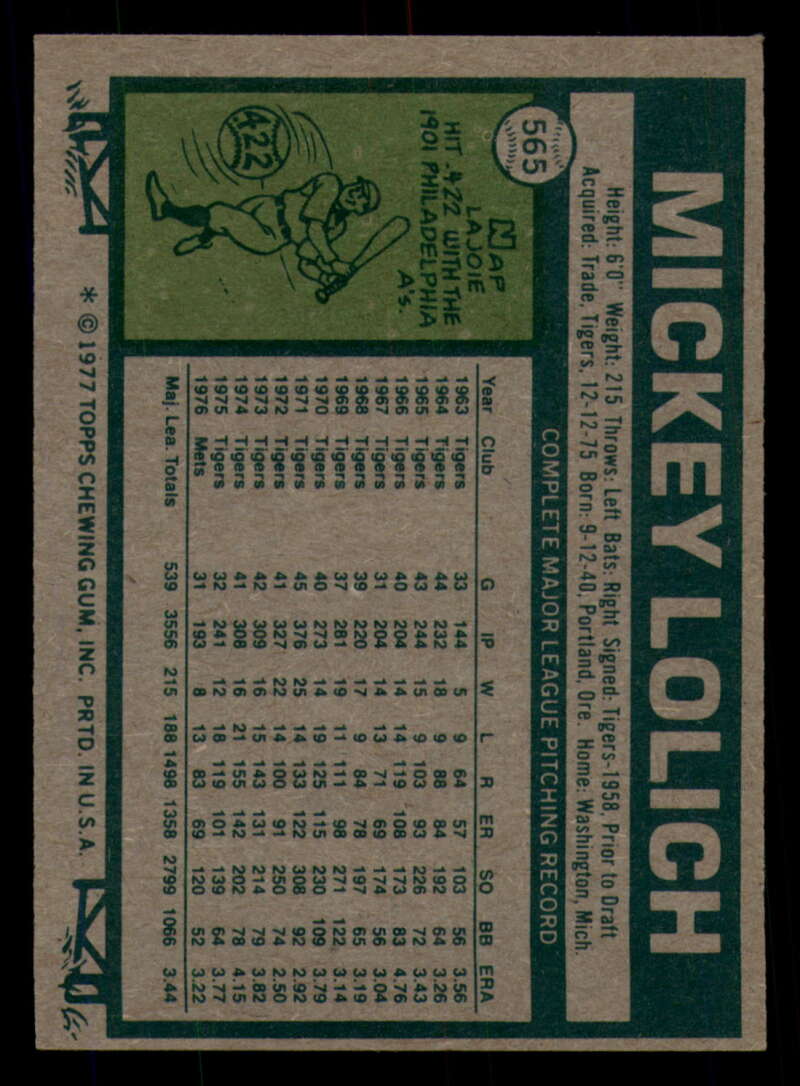 565
MICKEY LOLICH
Height: 6'0" Weight: 215 Throws: Left Bats: Right Signed: Tigers-1958, Prior to Draft
Acquired: Trade, Tigers, 12-12-75 Born: 9-12-40, Portland, Ore. Home: Washington, Mich.
NAP
LAJOIE
HIT .422 WITH THE
1901 PHILADELPHIA
A's.
.422
COMPLETE MAJOR LEAGUE PITCHING RECORD
Year Club G IP W L R ER SO BB ERA
1963 Tigers 33 144 5 9 64 57 103 56 3.56
1964 Tigers 44 232 18 9 88 84 192 64 3.26
1965 Tigers 43 244 15 9 103 93 226 72 3.43
1966 Tigers 40 204 14 14 119 108 173 83 4.76
1967 Tigers 31 204 14 13 71 69 174 56 3.04
1968 Tigers 39 220 17 9 84 78 197 65 3.19
1969 Tigers 37 281 19 11 111 98 271 122 3.14
1970 Tigers 40 273 14 19 125 115 230 109 3.79
1971 Tigers 45 376 25 14 133 122 308 92 2.92
1972 Tigers 41 327 22 14 100 91 250 74 2.50
1973 Tigers 42 309 16 15 143 131 214 79 3.82
1974 Tigers 41 308 16 21 155 142 202 78 4.15
1975 Tigers 32 241 12 18 119 101 139 64 3.77
1976 Mets 31 193 8 13 83 69 120 52 3.22
Maj. Lea. Totals 539 3556 215 188 1498 1358 2799 1066 3.44
* © 1977 TOPPS CHEWING GUM, INC. PRTD. IN U.S.A.